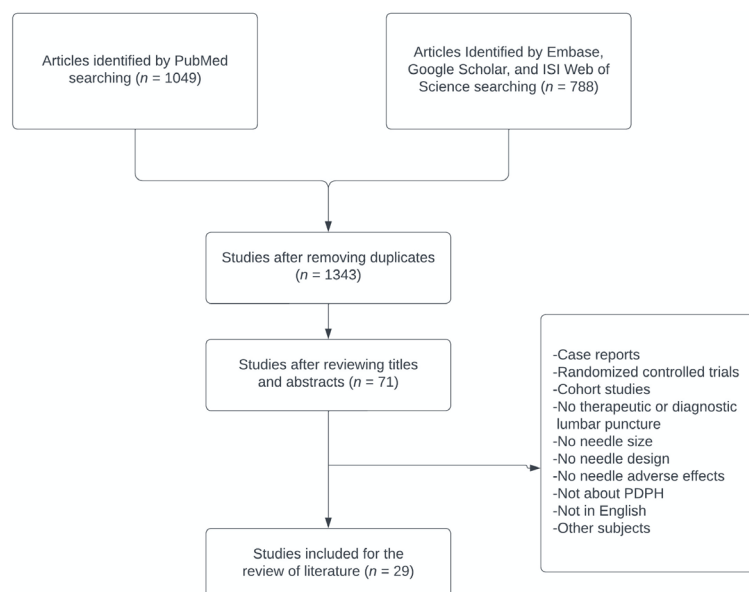 Articles identified by PubMed
searching (n = 1049)
Articles Identified by Embase,
Google Scholar, and ISI Web of
Science searching (n = 788)
Studies after removing duplicates
(n = 1343)
Studies after reviewing titles
and abstracts (n = 71)
-Case reports
-Randomized controlled trials
-Cohort studies
-No therapeutic or diagnostic
lumbar puncture
-No needle size
-No needle design
-No needle adverse effects
-Not about PDPH
-Not in English
-Other subjects
Studies included for the
review of literature (n = 29)